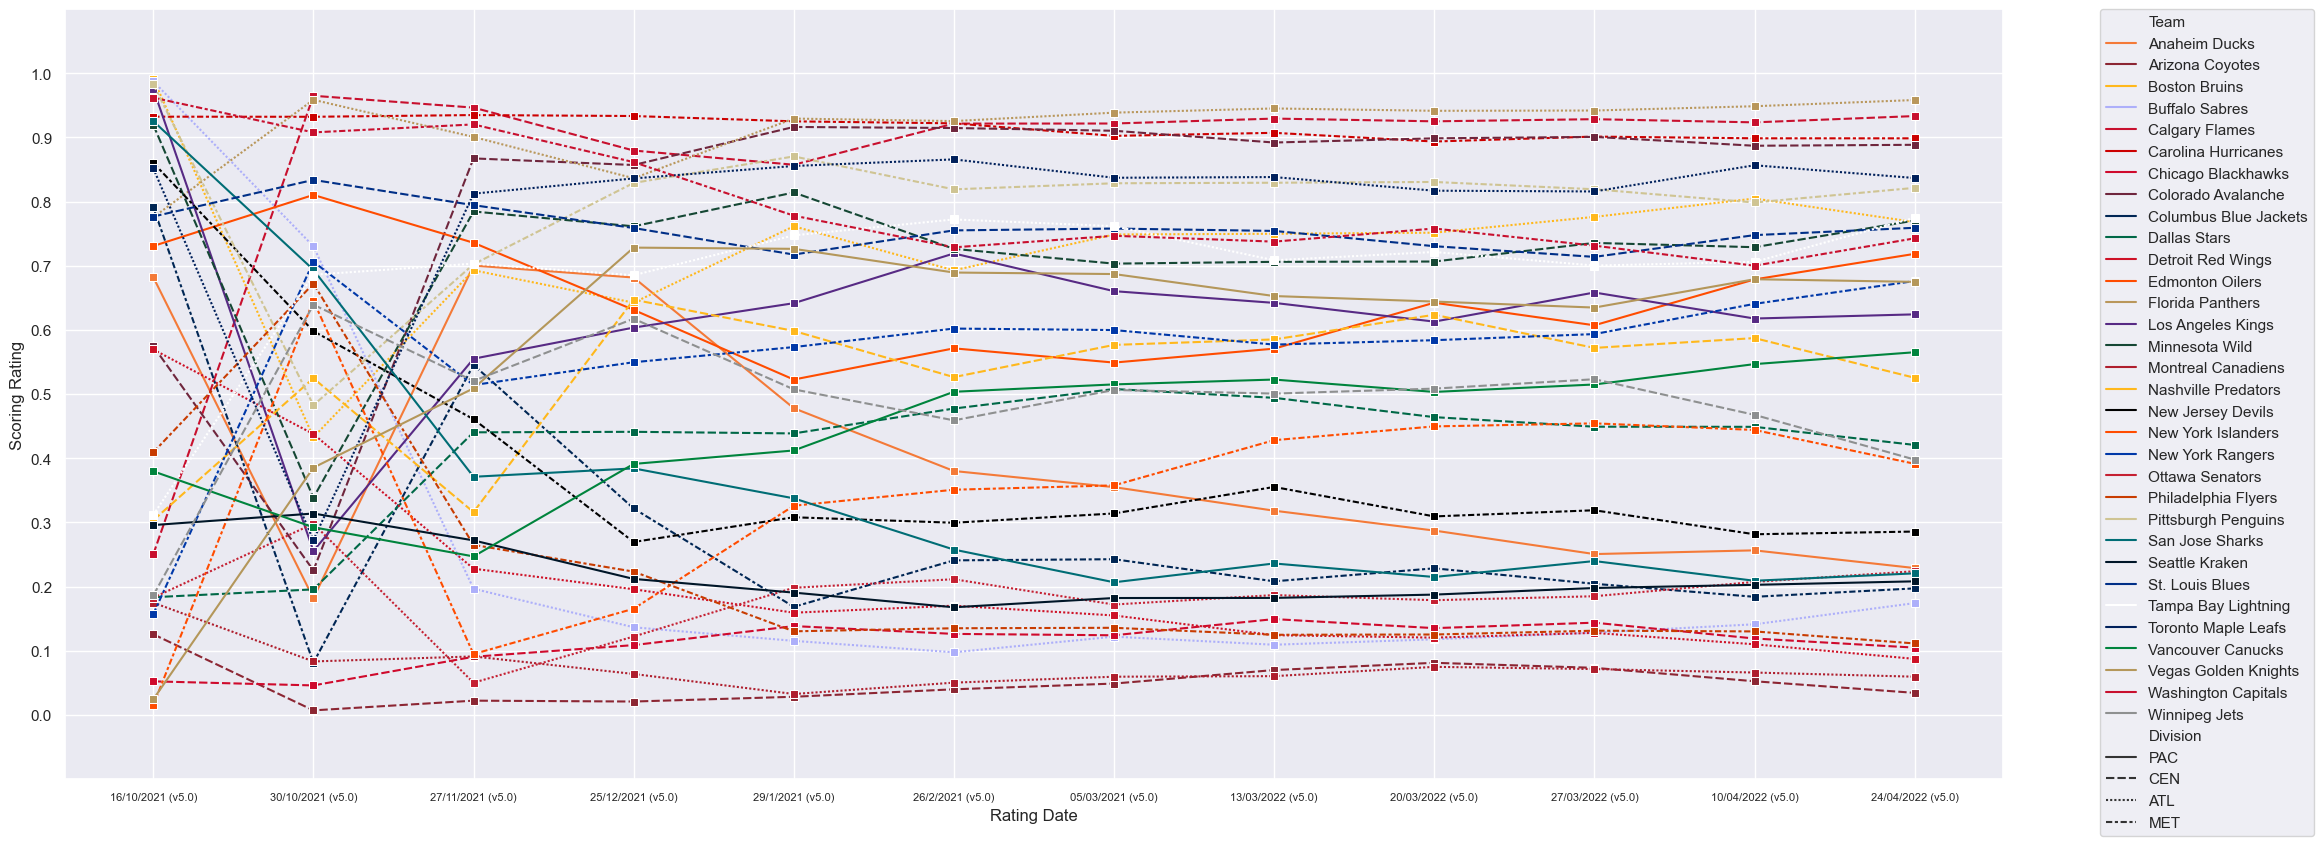 1.0
0.9
0.8
0.7
0.6
0.5
0.4
0.3
0.2
0.1
0.0
Scoring Rating
16/10/2021 (v5.0) 30/10/2021 (v5.0) 27/11/2021 (v5.0) 25/12/2021 (v5.0) 29/1/2021 (v5.0) 26/2/2021 (v5.0) 05/03/2021 (v5.0) 13/03/2022 (v5.0) 20/03/2022 (v5.0) 27/03/2022 (v5.0) 10/04/2022 (v5.0) 24/04/2022 (v5.0)
Rating Date
Team
Anaheim Ducks
Arizona Coyotes
Boston Bruins
Buffalo Sabres
Calgary Flames
Carolina Hurricanes
Chicago Blackhawks
Colorado Avalanche
Columbus Blue Jackets
Dallas Stars
Detroit Red Wings
Edmonton Oilers
Florida Panthers
Los Angeles Kings
Minnesota Wild
Montreal Canadiens
Nashville Predators
New Jersey Devils
New York Islanders
New York Rangers
Ottawa Senators
Philadelphia Flyers
Pittsburgh Penguins
San Jose Sharks
Seattle Kraken
St. Louis Blues
Tampa Bay Lightning
Toronto Maple Leafs
Vancouver Canucks
Vegas Golden Knights
Washington Capitals
Winnipeg Jets
Division
PAC
CEN
ATL
MET